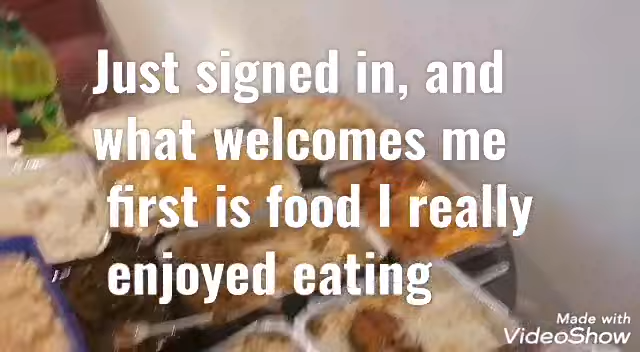 Just signed in, and
what welcomes me
first is food I really
enjoyed eating
Made with
VideoShow